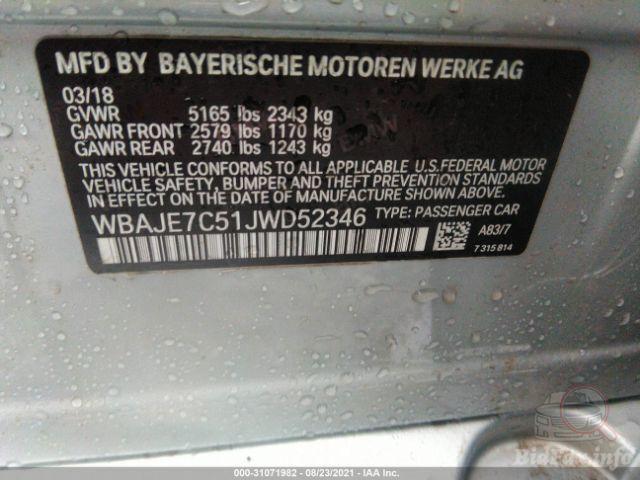 MFD BY BAYERISCHE MOTOREN WERKE AG
03/18
GVWR 5165 lbs 2343 kg
GAWR FRONT 2579 lbs 1170 kg
GAWR REAR 2740 lbs 1243 kg
THIS VEHICLE CONFORMS TO ALL APPLICABLE U.S.FEDERAL MOTOR
VEHICLE SAFETY, BUMPER AND THEFT PREVENTION STANDARDS
IN EFFECT ON THE DATE OF MANUFACTURE SHOWN ABOVE.
WBAJE7C51JWD52346 TYPE: PASSENGER CAR
A83/7
7 315 814
BidFax.info
000-31071982 - 08/23/2021 - IAA Inc.